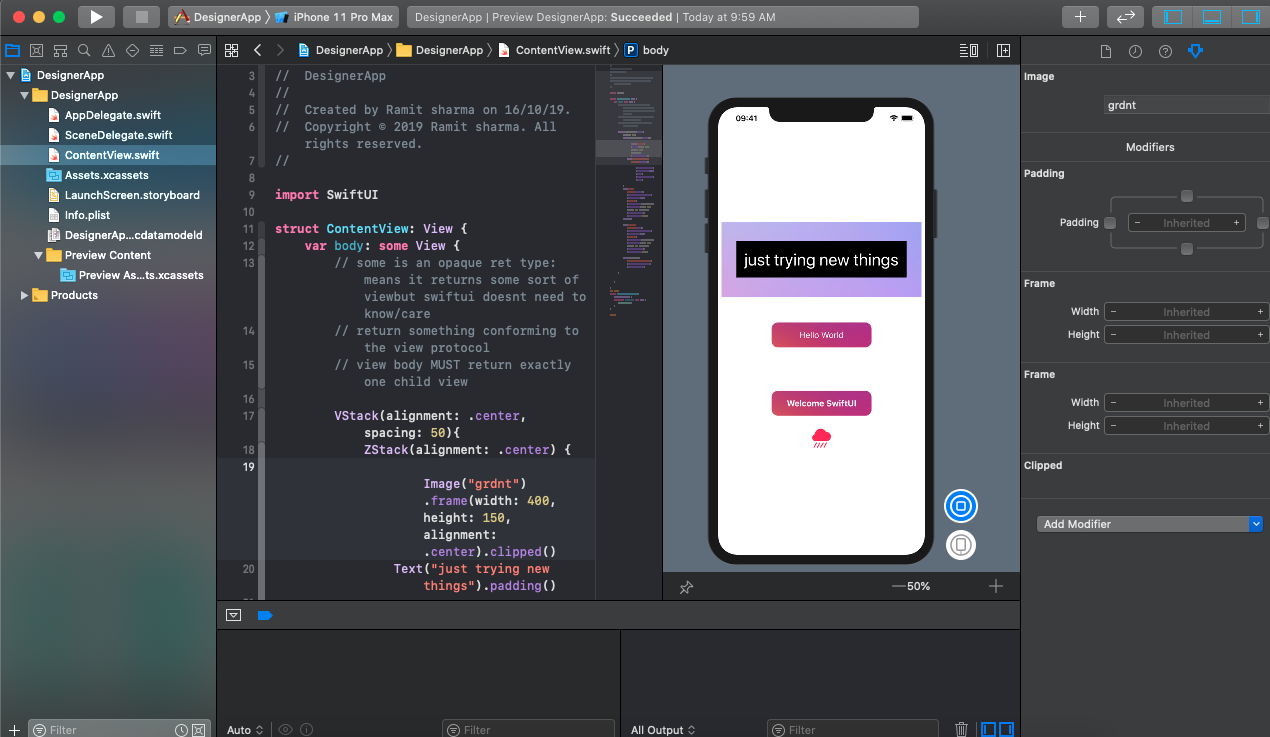 DesignerApp 〉 iPhone 11 Pro Max
DesignerApp | Preview DesignerApp: Succeeded | Today at 9:59 AM
DesignerApp 〉 DesignerApp 〉 ContentView.swift 〉 P body
DesignerApp
DesignerApp
AppDelegate.swift
SceneDelegate.swift
ContentView.swift
Assets.xcassets
LaunchScreen.storyboard
Info.plist
DesignerAp...cdatamodeld
Preview Content
Preview As...ts.xcassets
Products
Filter
3 //  DesignerApp
4 //
5 //  Created by Ramit sharma on 16/10/19.
6 //  Copyright © 2019 Ramit sharma. All
rights reserved.
7 //
8
9 import SwiftUI
10
11 struct ContentView: View {
12 var body: some View {
13 // some is an opaque ret type:
means it returns some sort of
viewbut swiftui doesnt need to
know/care
14 // return something conforming to
the view protocol
15 // view body MUST return exactly
one child view
16
17 VStack(alignment: .center,
spacing: 50){
18 ZStack(alignment: .center) {
19
Image("grdnt")
.frame(width: 400,
height: 150,
alignment:
.center).clipped()
20 Text("just trying new
things").padding()
09:41
just trying new things
Hello World
Welcome SwiftUI
50%
Image
grdnt
Modifiers
Padding
Padding − Inherited +
Frame
Width − Inherited +
Height − Inherited +
Frame
Width − Inherited +
Height − Inherited +
Clipped
Add Modifier
Auto
Filter
All Output
Filter